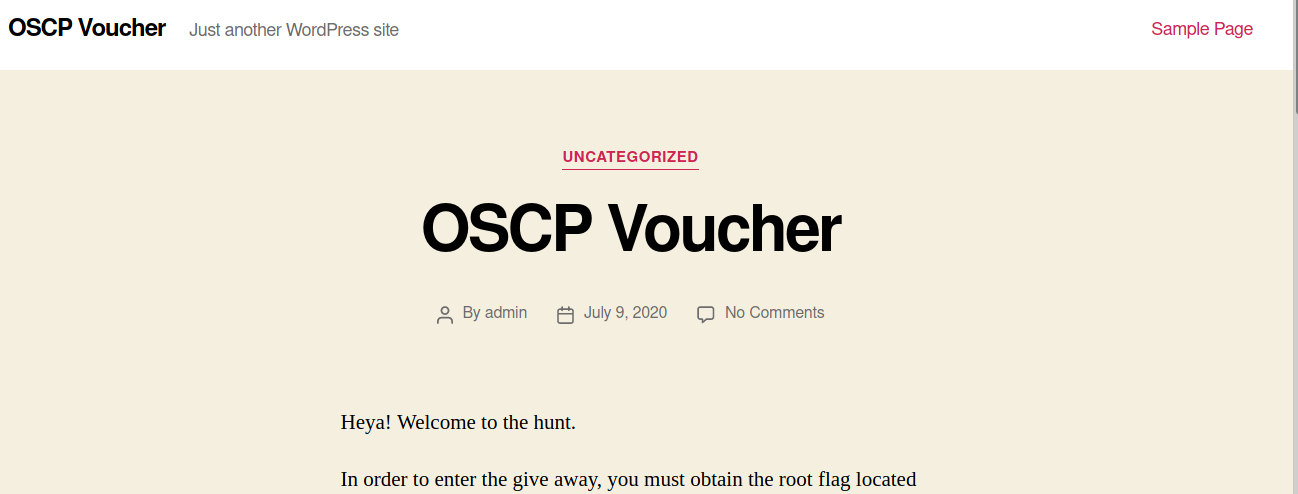 OSCP Voucher Just another WordPress site Sample Page
UNCATEGORIZED
OSCP Voucher
By admin July 9, 2020 No Comments
Heya! Welcome to the hunt.
In order to enter the give away, you must obtain the root flag located